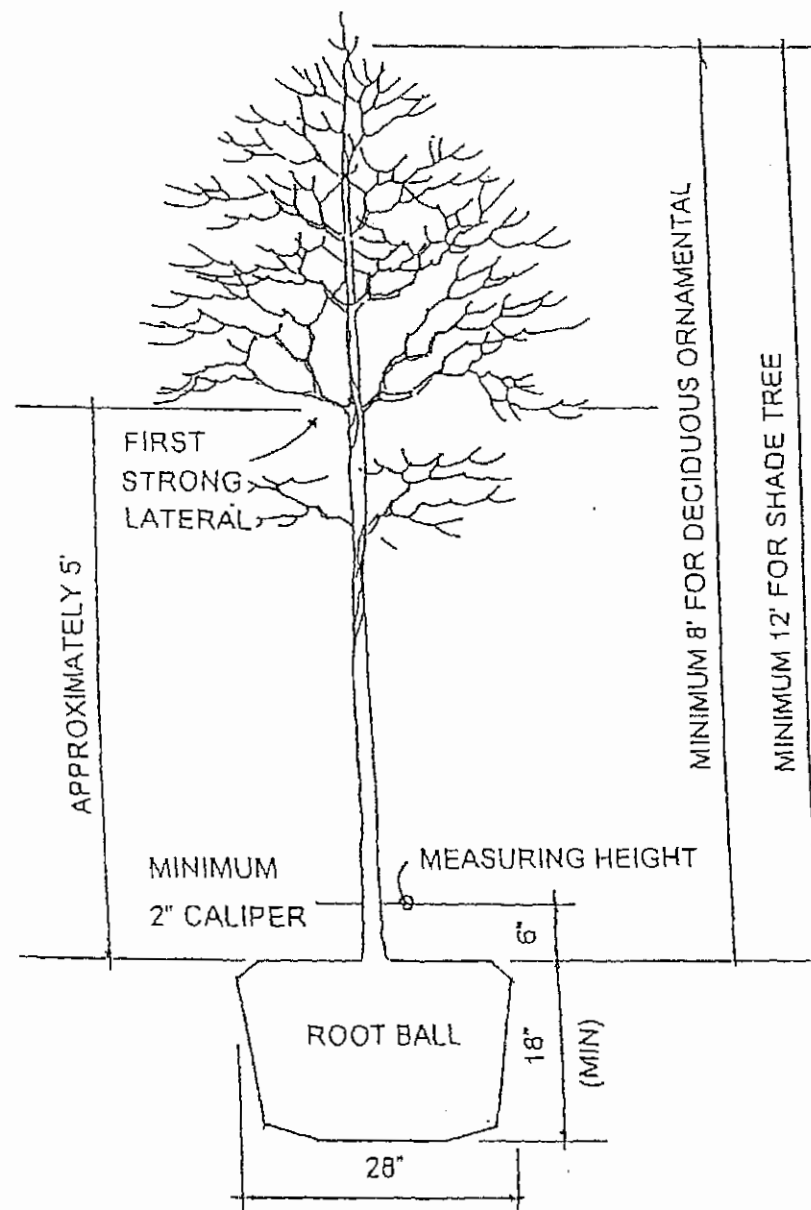 FIRST
STRONG
LATERAL
APPROXIMATELY 5'
MINIMUM 8' FOR DECIDUOUS ORNAMENTAL
MINIMUM 12' FOR SHADE TREE
MINIMUM
2" CALIPER
MEASURING HEIGHT
6"
ROOT BALL
18"
(MIN)
28"